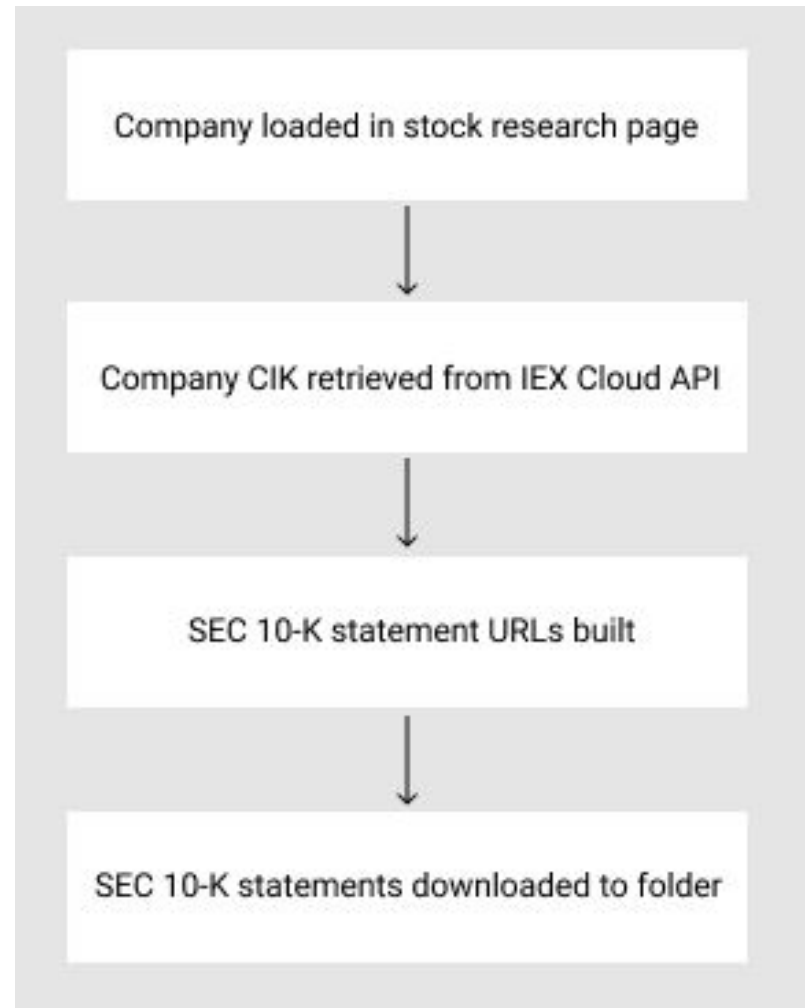 Company loaded in stock research page
Company CIK retrieved from IEX Cloud API
SEC 10-K statement URLs built
SEC 10-K statements downloaded to folder